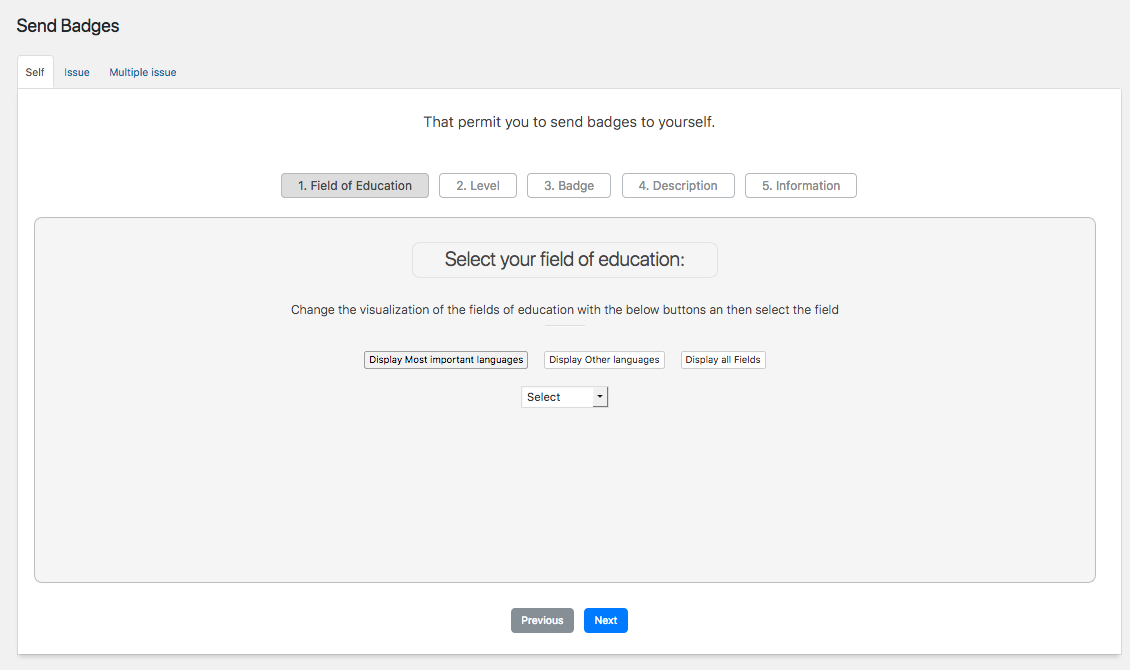 Send Badges
Self Issue Multiple issue
That permit you to send badges to yourself.
1. Field of Education 2. Level 3. Badge 4. Description 5. Information
Select your field of education:
Change the visualization of the fields of education with the below buttons an then select the field
Display Most important languages Display Other languages Display all Fields
Select
Previous Next